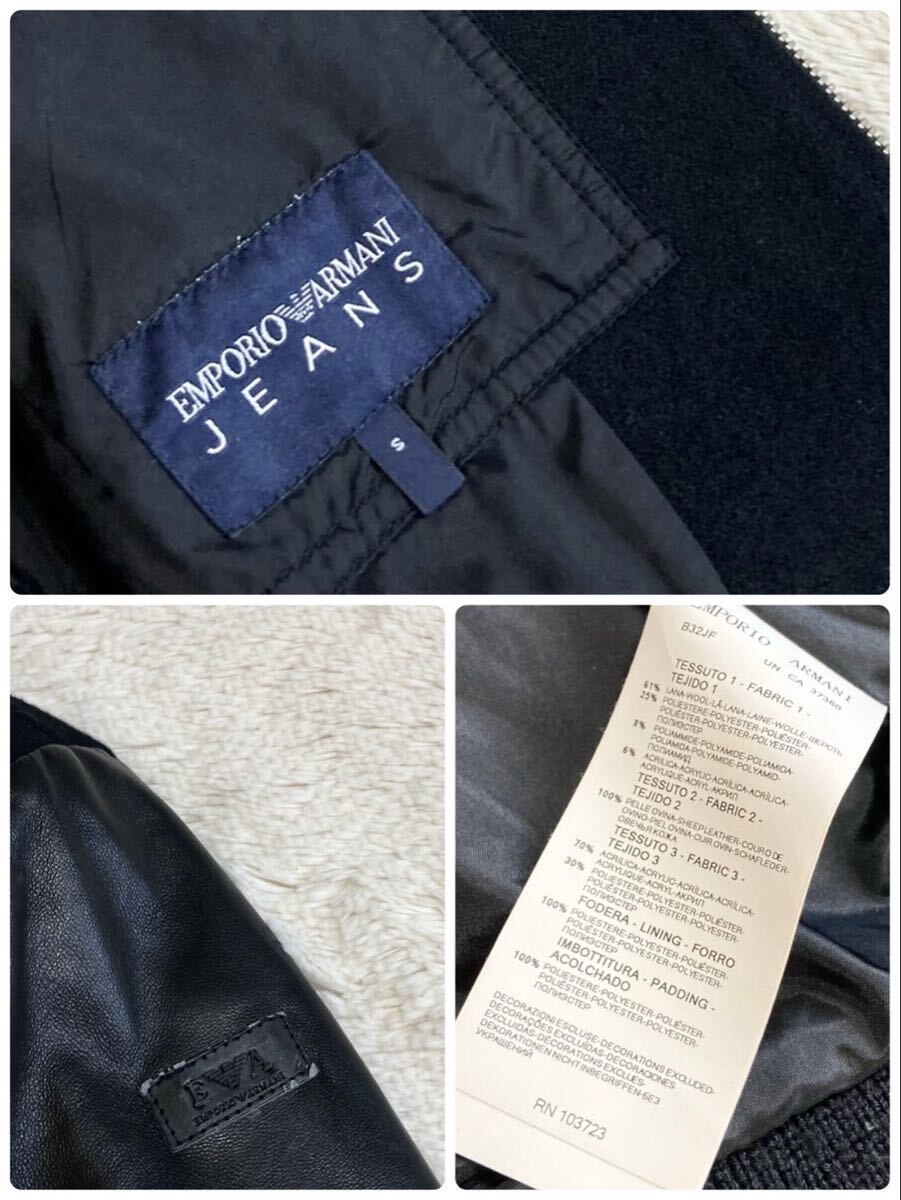 EMPORIO ARMANI
JEANS
S
EA
EMPORIO ARMANI
EMPORIO ARMANI
B32JF
UN CA 37360
TESSUTO 1 - FABRIC 1 -
TEJIDO 1
61% LANA-WOOL-LÃ-LANA-LAINE-WOLLE-ШЕРСТЬ
25% POLIESTERE-POLYESTER-POLIÉSTER-
POLIÉSTER-POLYESTER-POLYESTER-
ПОЛИЭСТЕР
8% POLIAMMIDE-POLYAMIDE-POLIAMIDA-
POLIAMIDA-POLYAMIDE-POLYAMID-
ПОЛИАМИД
6% ACRILICA-ACRYLIC-ACRÍLICA-ACRÍLICA-
ACRYLIQUE-ACRYL-АКРИЛ
TESSUTO 2 - FABRIC 2 -
TEJIDO 2
100% PELLE OVINA-SHEEP LEATHER-COURO DE
OVINO-PIEL OVINA-CUIR OVIN-SCHAFLEDER-
ОВЕЧЬЯ КОЖА
TESSUTO 3 - FABRIC 3 -
TEJIDO 3
70% ACRILICA-ACRYLIC-ACRÍLICA-ACRÍLICA-
ACRYLIQUE-ACRYL-АКРИЛ
30% POLIESTERE-POLYESTER-POLIÉSTER-
POLIÉSTER-POLYESTER-POLYESTER-
ПОЛИЭСТЕР
FODERA - LINING - FORRO
100% POLIESTERE-POLYESTER-POLIÉSTER-
POLIÉSTER-POLYESTER-POLYESTER-
ПОЛИЭСТЕР
IMBOTTITURA - PADDING -
ACOLCHADO
100% POLIESTERE-POLYESTER-POLIÉSTER-
POLIÉSTER-POLYESTER-POLYESTER-
ПОЛИЭСТЕР
DECORAZIONI ESCLUSE-DECORATIONS EXCLUDED-
DECORAÇÕES EXCLUÍDAS-DECORACIONES
EXCLUIDAS-DÉCORATIONS EXCLUES-
DEKORATIONEN NICHT INBEGRIFFEN-БЕЗ
УКРАШЕНИЙ
RN 103723